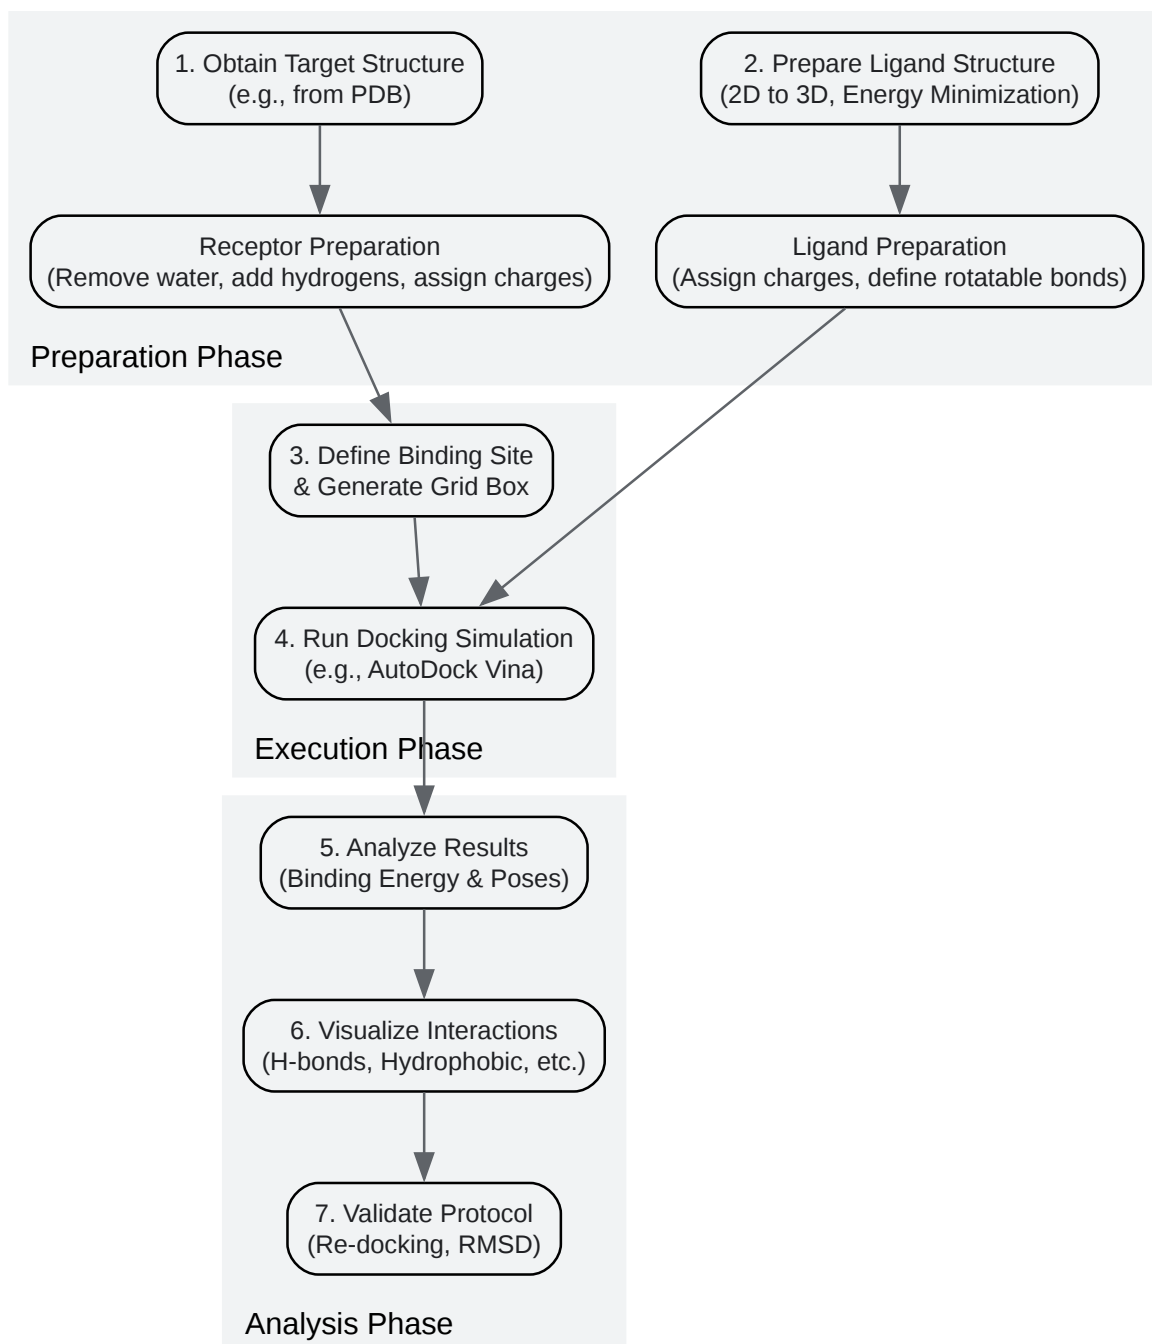 1. Obtain Target Structure
(e.g., from PDB)
2. Prepare Ligand Structure
(2D to 3D, Energy Minimization)
Receptor Preparation
(Remove water, add hydrogens, assign charges)
Ligand Preparation
(Assign charges, define rotatable bonds)
Preparation Phase
3. Define Binding Site
& Generate Grid Box
4. Run Docking Simulation
(e.g., AutoDock Vina)
Execution Phase
5. Analyze Results
(Binding Energy & Poses)
6. Visualize Interactions
(H-bonds, Hydrophobic, etc.)
7. Validate Protocol
(Re-docking, RMSD)
Analysis Phase